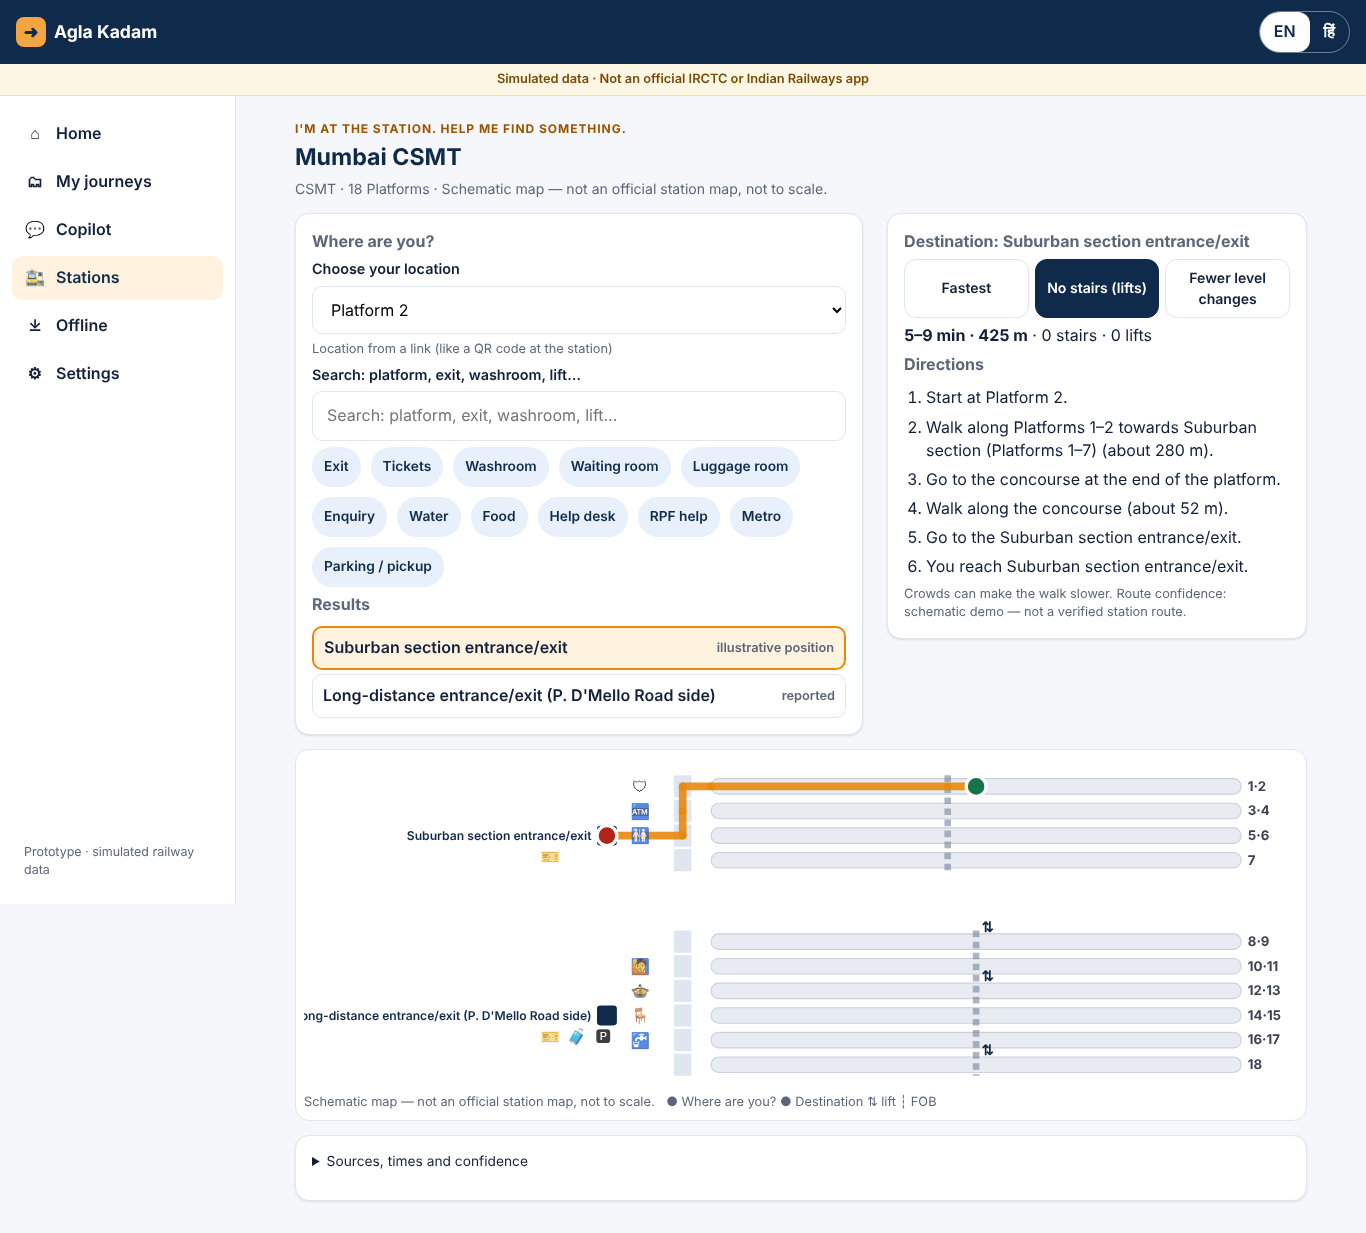 Agla Kadam
EN
हिं
Simulated data · Not an official IRCTC or Indian Railways app
Home
My journeys
Copilot
Stations
Offline
Settings
Prototype · simulated railway
data
I'M AT THE STATION. HELP ME FIND SOMETHING.
Mumbai CSMT
CSMT · 18 Platforms · Schematic map — not an official station map, not to scale.
Where are you?
Choose your location
Platform 2
Location from a link (like a QR code at the station)
Search: platform, exit, washroom, lift…
Search: platform, exit, washroom, lift…
Exit
Tickets
Washroom
Waiting room
Luggage room
Enquiry
Water
Food
Help desk
RPF help
Metro
Parking / pickup
Results
Suburban section entrance/exit
illustrative position
Long-distance entrance/exit (P. D'Mello Road side)
reported
Destination: Suburban section entrance/exit
Fastest
No stairs (lifts)
Fewer level
changes
5–9 min · 425 m · 0 stairs · 0 lifts
Directions
1. Start at Platform 2.
2. Walk along Platforms 1–2 towards Suburban
section (Platforms 1–7) (about 280 m).
3. Go to the concourse at the end of the platform.
4. Walk along the concourse (about 52 m).
5. Go to the Suburban section entrance/exit.
6. You reach Suburban section entrance/exit.
Crowds can make the walk slower. Route confidence:
schematic demo — not a verified station route.
1·2
ATM
3·4
Suburban section entrance/exit
5·6
7
8·9
10·11
12·13
ong-distance entrance/exit (P. D'Mello Road side)
14·15
P
16·17
18
Schematic map — not an official station map, not to scale. ● Where are you? ● Destination ⇅ lift ┆ FOB
Sources, times and confidence